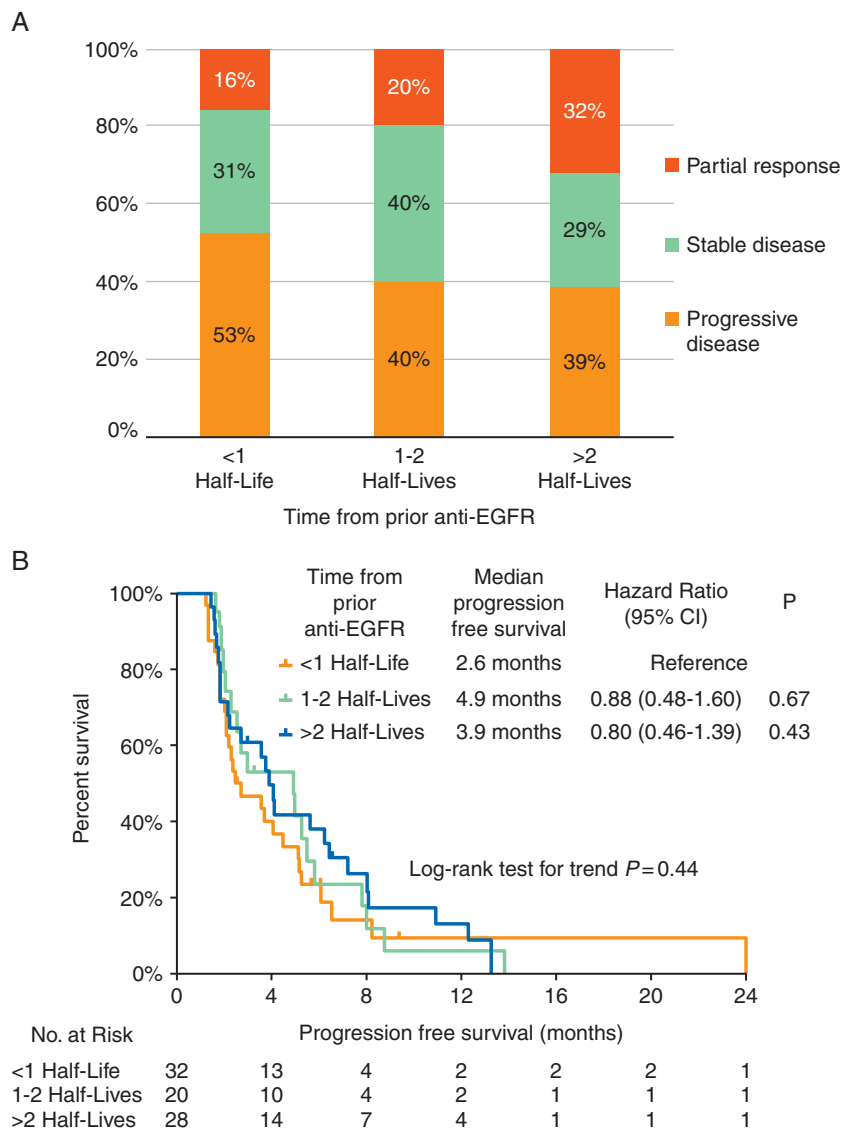 A
100%
80%
60%
40%
20%
0%
16%
31%
53%
20%
40%
40%
32%
29%
39%
Partial response
Stable disease
Progressive
disease
<1
Half-Life
1-2
Half-Lives
>2
Half-Lives
Time from prior anti-EGFR
B
Percent survival
100%
80%
60%
40%
20%
0%
Time from
prior
anti-EGFR
Median
progression
free survival
Hazard Ratio
(95% CI)
P
<1 Half-Life 2.6 months Reference
1-2 Half-Lives 4.9 months 0.88 (0.48-1.60) 0.67
>2 Half-Lives 3.9 months 0.80 (0.46-1.39) 0.43
Log-rank test for trend P=0.44
0 4 8 12 16 20 24
No. at Risk Progression free survival (months)
<1 Half-Life 32 13 4 2 2 2 1
1-2 Half-Lives 20 10 4 2 1 1 1
>2 Half-Lives 28 14 7 4 1 1 1